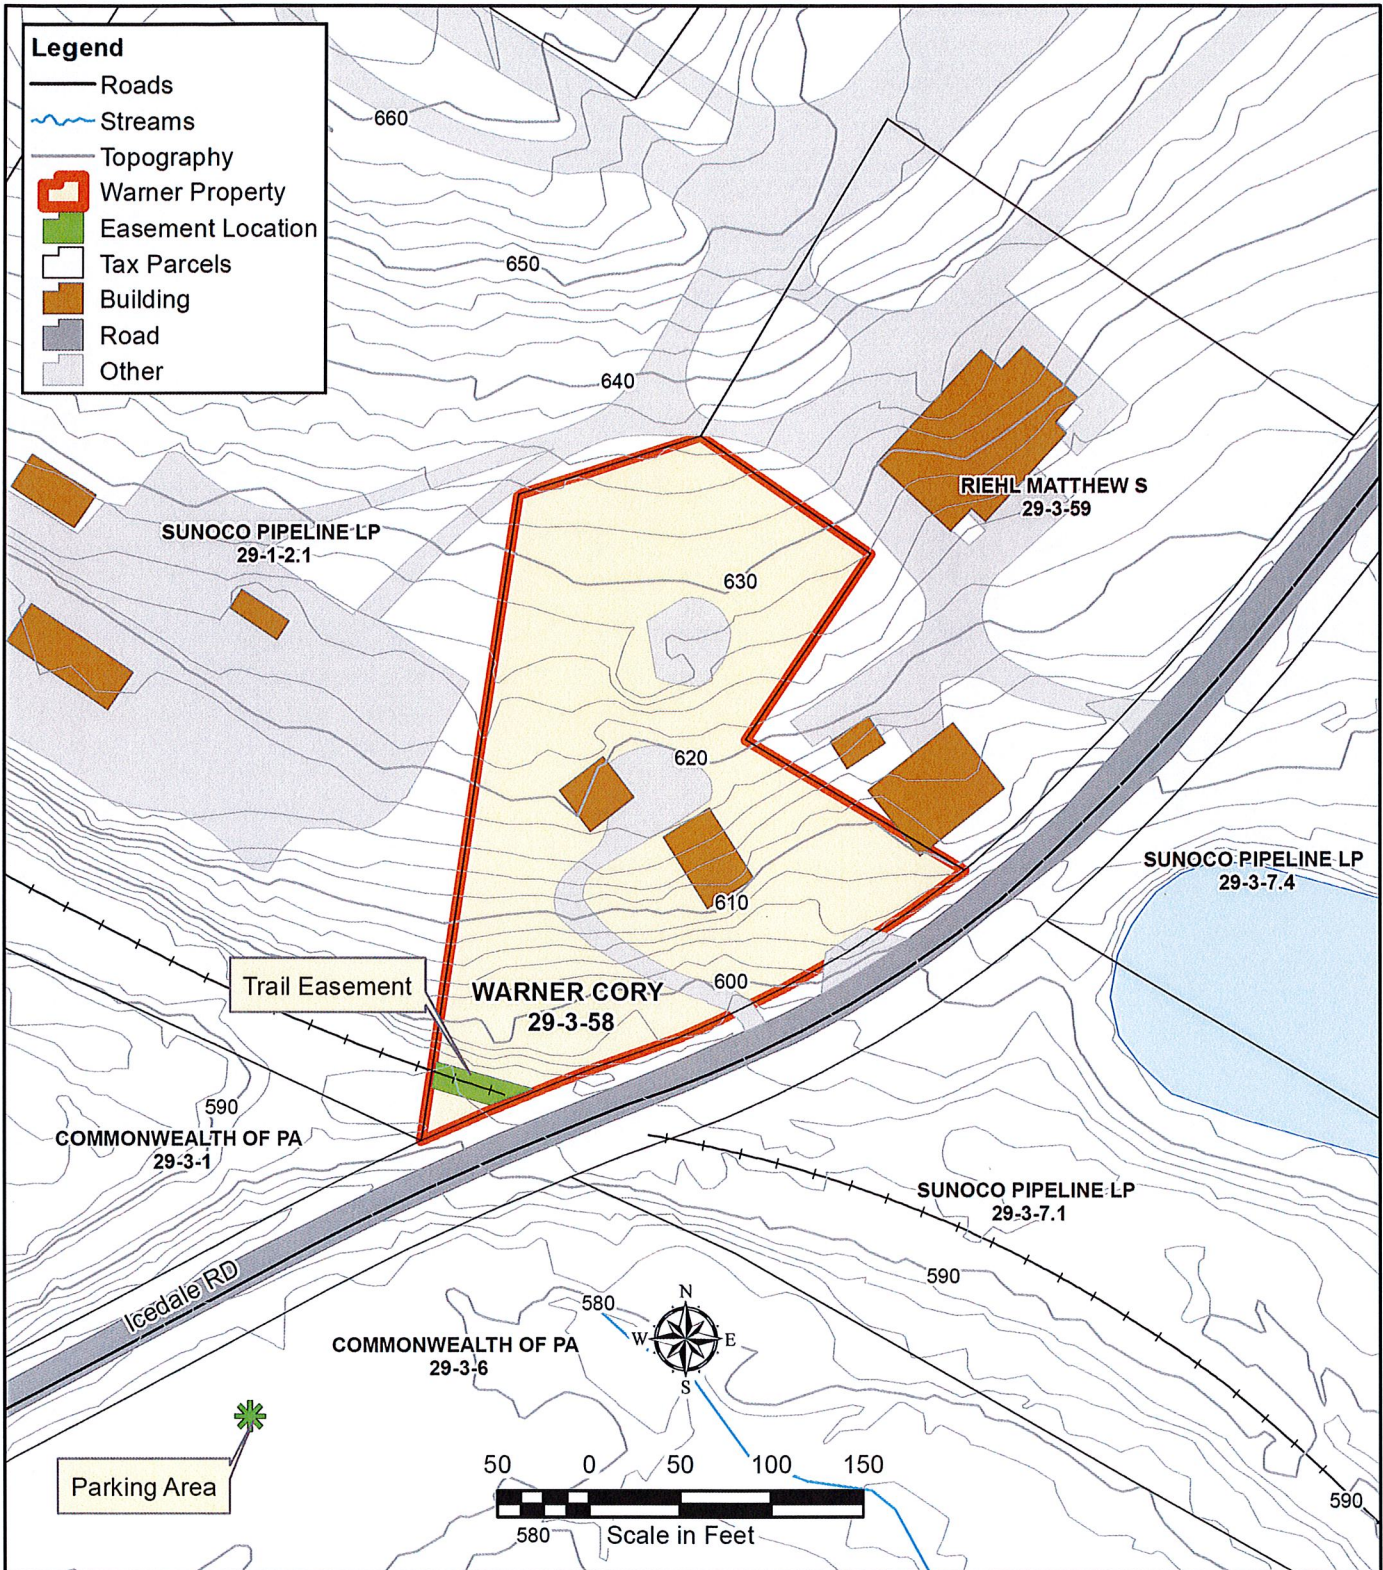 Legend
Roads
Streams
Topography
Warner Property
Easement Location
Tax Parcels
Building
Road
Other
660
650
640
RIEHL MATTHEW S
29-3-59
SUNOCO PIPELINE LP
29-1-2.1
630
620
SUNOCO PIPELINE LP
29-3-7.4
610
Trail Easement
600
WARNER CORY
29-3-58
590
COMMONWEALTH OF PA
29-3-1
SUNOCO PIPELINE LP
29-3-7.1
590
Icedale RD
580
N
W
E
S
COMMONWEALTH OF PA
29-3-6
Parking Area
50 0 50 100 150
590
580
Scale in Feet